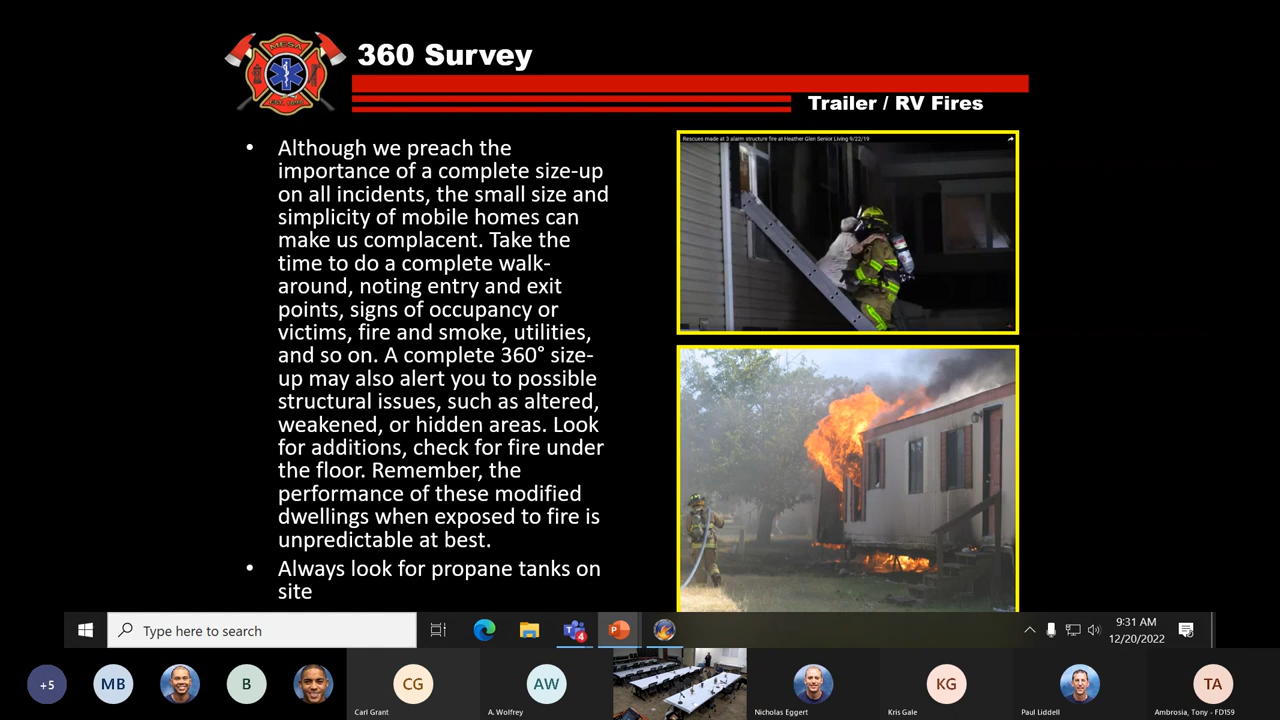 MESA
EST. 1898
360 Survey
Trailer / RV Fires
• Although we preach the
importance of a complete size-up
on all incidents, the small size and
simplicity of mobile homes can
make us complacent. Take the
time to do a complete walk-
around, noting entry and exit
points, signs of occupancy or
victims, fire and smoke, utilities,
and so on. A complete 360° size-
up may also alert you to possible
structural issues, such as altered,
weakened, or hidden areas. Look
for additions, check for fire under
the floor. Remember, the
performance of these modified
dwellings when exposed to fire is
unpredictable at best.
• Always look for propane tanks on
site
Rescues made at 3 alarm structure fire at Heather Glen Senior Living 9/22/19
Type here to search
4
9:31 AM
12/20/2022
+5
MB
B
CG
AW
KG
TA
Carl Grant
A. Wolfrey
Nicholas Eggert
Kris Gale
Paul Liddell
Ambrosia, Tony - FD159